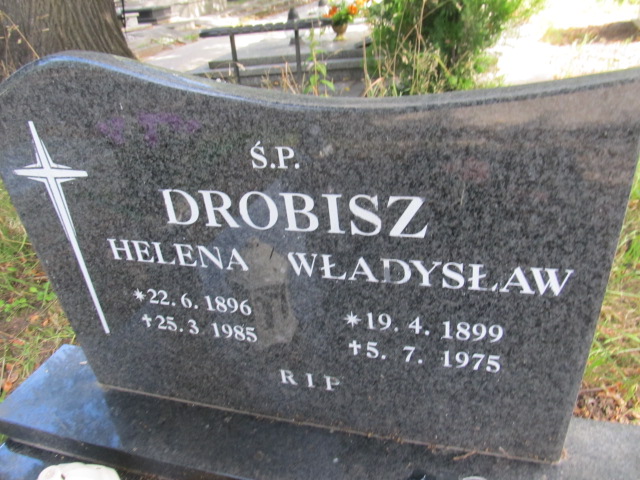 Ś.P.
DROBISZ
HELENA WŁADYSŁAW
*22. 6. 1896 *19. 4. 1899
†25. 3 1985 †5. 7. 1975
RIP